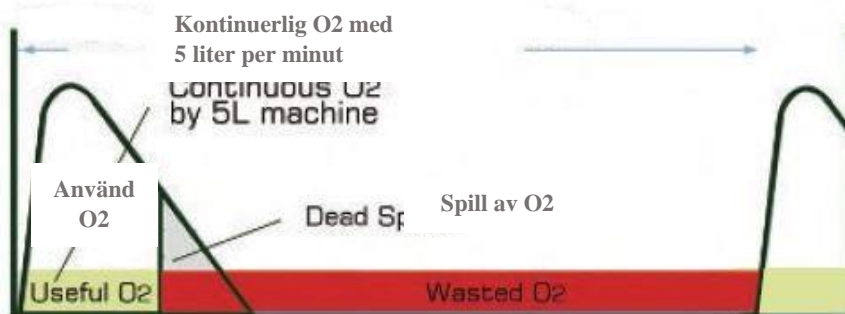 Kontinuerlig O2 med
5 liter per minut
Continuous O2
by 5L machine
Använd
O2
Dead
Spill av O2
Useful O2
Wasted O2